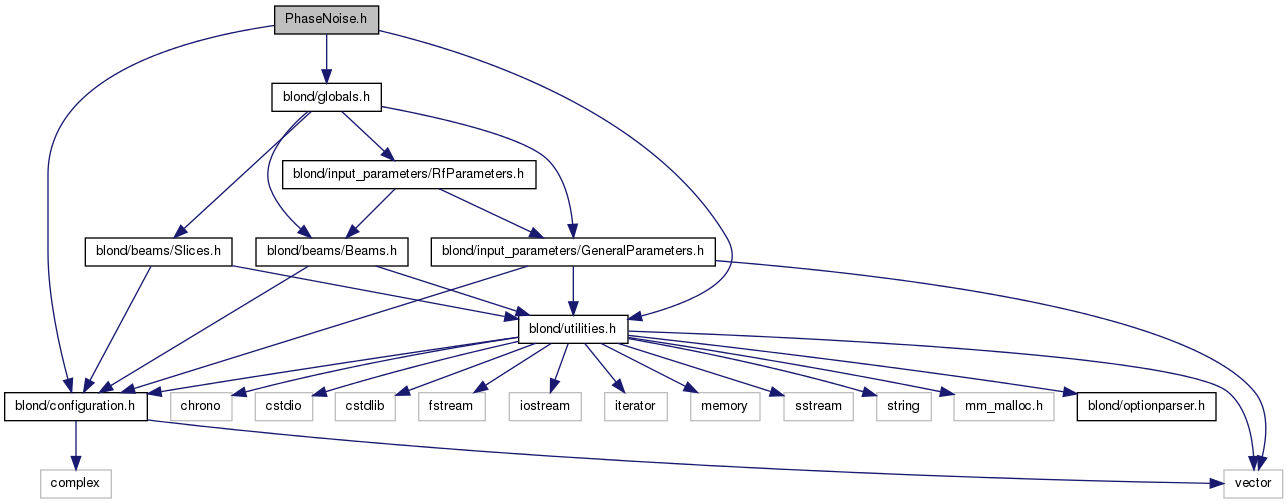 PhaseNoise.h
blond/globals.h
blond/input_parameters/RfParameters.h
blond/beams/Slices.h
blond/beams/Beams.h
blond/input_parameters/GeneralParameters.h
blond/utilities.h
blond/configuration.h
chrono
cstdio
cstdlib
fstream
iostream
iterator
memory
sstream
string
mm_malloc.h
blond/optionparser.h
complex
vector